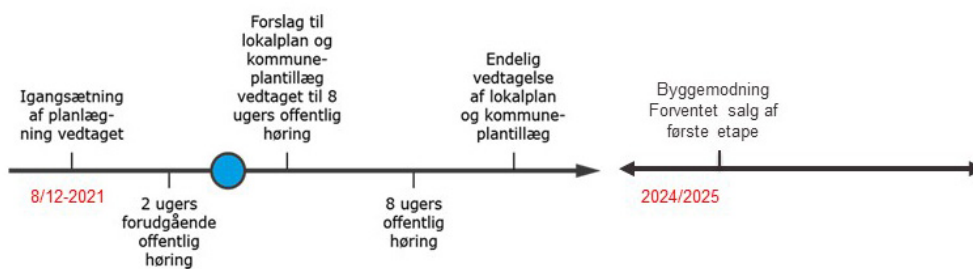 Igangsætning
af planlæg-
ning vedtaget
8/12-2021
2 ugers
forudgående
offentlig
høring
Forslag til
lokalplan og
kommune-
plantillæg
vedtaget til 8
ugers offentlig
høring
8 ugers
offentlig
høring
Endelig
vedtagelse
af lokalplan
og kommune-
plantillæg
Byggemodning
Forventet salg af
første etape
2024/2025